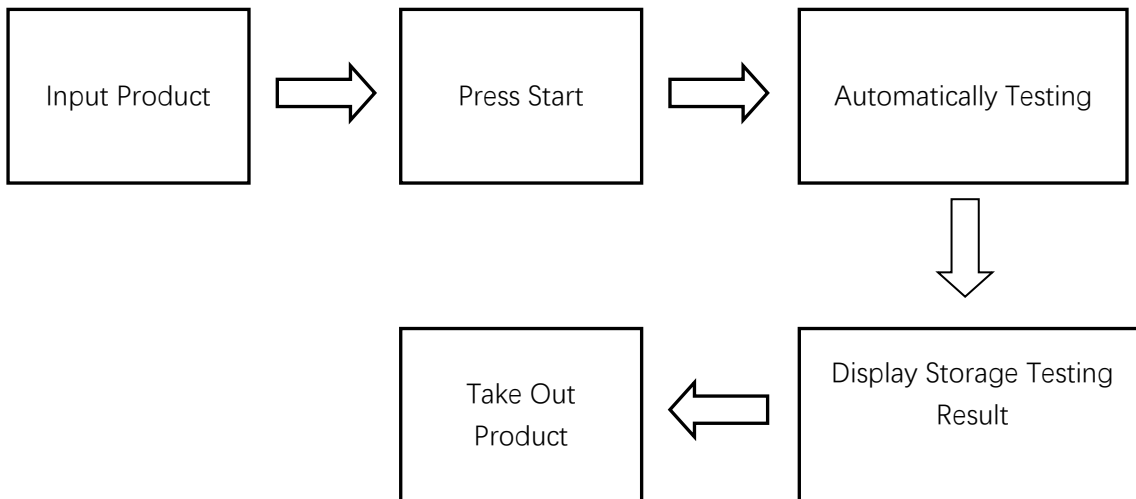 Input Product
Press Start
Automatically Testing
Display Storage Testing
Result
Take Out
Product